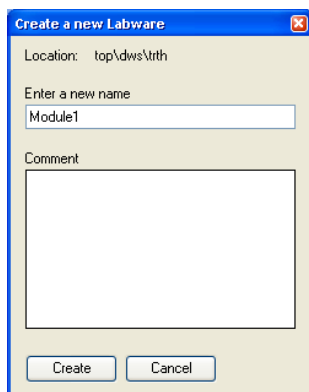 Create a new Labware
Location: top\dws\trth
Enter a new name
Module1
Comment
Create Cancel